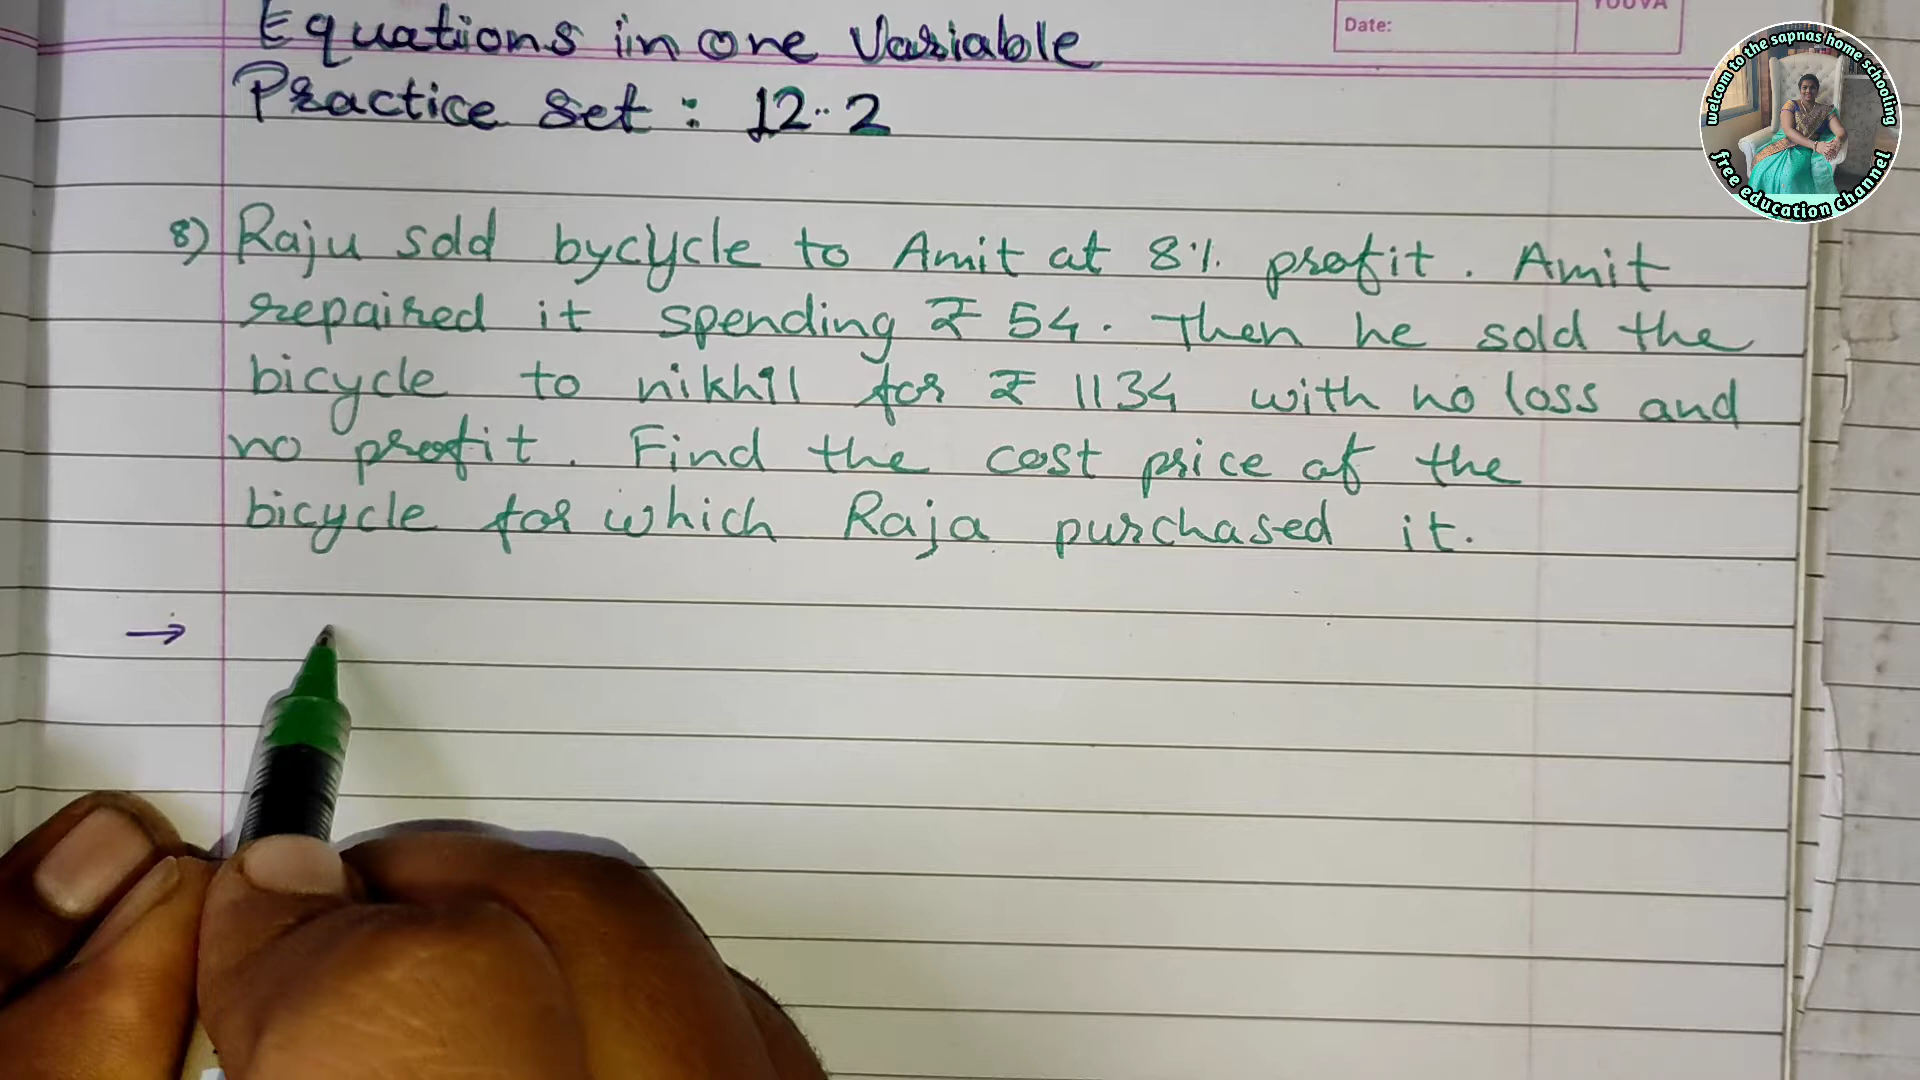 Equations in one Variable
Practice Set : 12.2
Date:
YOUVA
welcom to the sapnas home schooling
free education channel
8) Raju sold bycycle to Amit at 8% profit. Amit
repaired it spending ₹ 54. Then he sold the
bicycle to nikhil for ₹ 1134 with no loss and
no profit. Find the cost price of the
bicycle for which Raja purchased it.
→